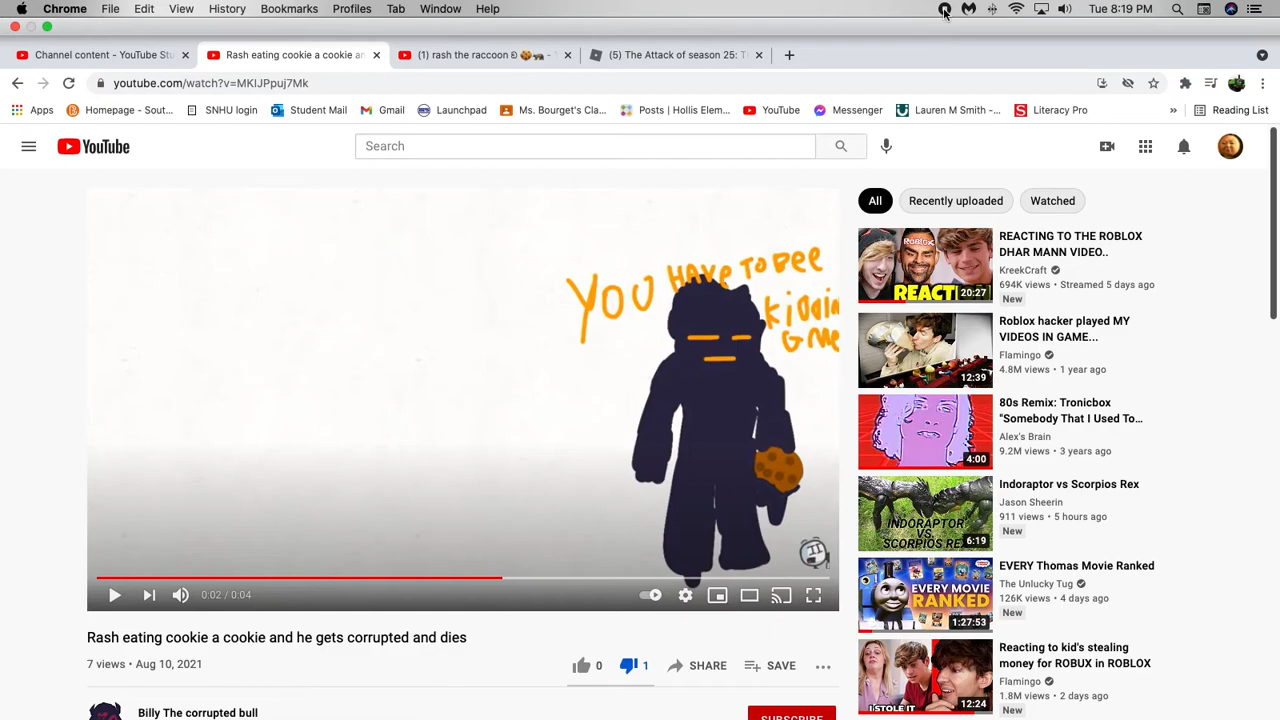 Chrome File Edit View History Bookmarks Profiles Tab Window Help Tue 8:19 PM
Channel content - YouTube Stu
Rash eating cookie a cookie an
(1) rash the raccoon
(5) The Attack of season 25: T
youtube.com/watch?v=MKIJPpuj7Mk
Apps Homepage - Sout... SNHU login Student Mail Gmail Launchpad Ms. Bourget's Cla... Posts | Hollis Elem... YouTube Messenger Lauren M Smith -... Literacy Pro » Reading List
YouTube
Search
All Recently uploaded Watched
YOU HAVE TO BEE
REACTING TO THE ROBLOX
DHAR MANN VIDEO..
KreekCraft
694K views • Streamed 5 days ago
New
ROBLOX
REACT
20:27
Roblox hacker played MY
VIDEOS IN GAME...
Flamingo
4.8M views • 1 year ago
12:39
80s Remix: Tronicbox
"Somebody That I Used To...
Alex's Brain
9.2M views • 3 years ago
4:00
Indoraptor vs Scorpios Rex
Jason Sheerin
911 views • 5 hours ago
New
INDORAPTOR
VS
SCORPIOS REX
6:19
EVERY Thomas Movie Ranked
The Unlucky Tug
126K views • 4 days ago
New
EVERY MOVIE
RANKED
1:27:53
Reacting to kid's stealing
money for ROBUX in ROBLOX
Flamingo
1.8M views • 2 days ago
New
I STOLE IT
12:24
0:02 / 0:04
Rash eating cookie a cookie and he gets corrupted and dies
7 views • Aug 10, 2021
0 1 SHARE SAVE
Billy The corrupted bull
SUBSCRIBE